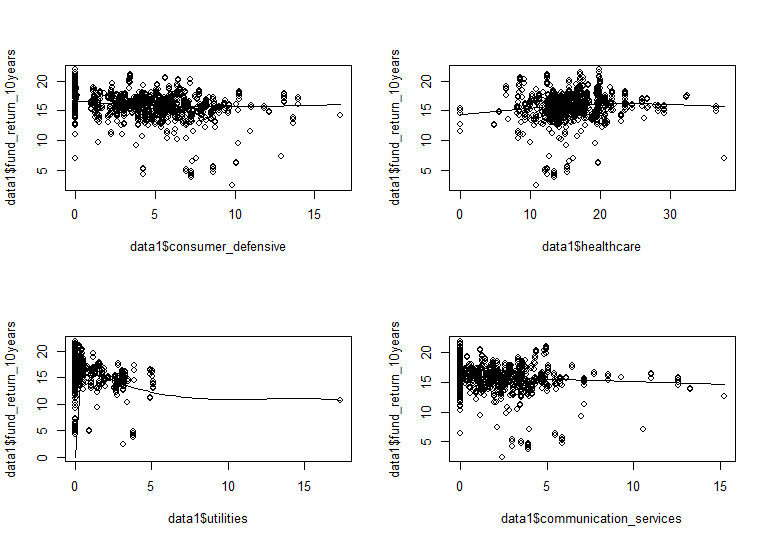 data1$fund_return_10years
20
15
10
5
0 5 10 15
data1$consumer_defensive
data1$fund_return_10years
20
15
10
5
0 10 20 30
data1$healthcare
data1$fund_return_10years
20
15
10
5
0
0 5 10 15
data1$utilities
data1$fund_return_10years
20
15
10
5
0 5 10 15
data1$communication_services